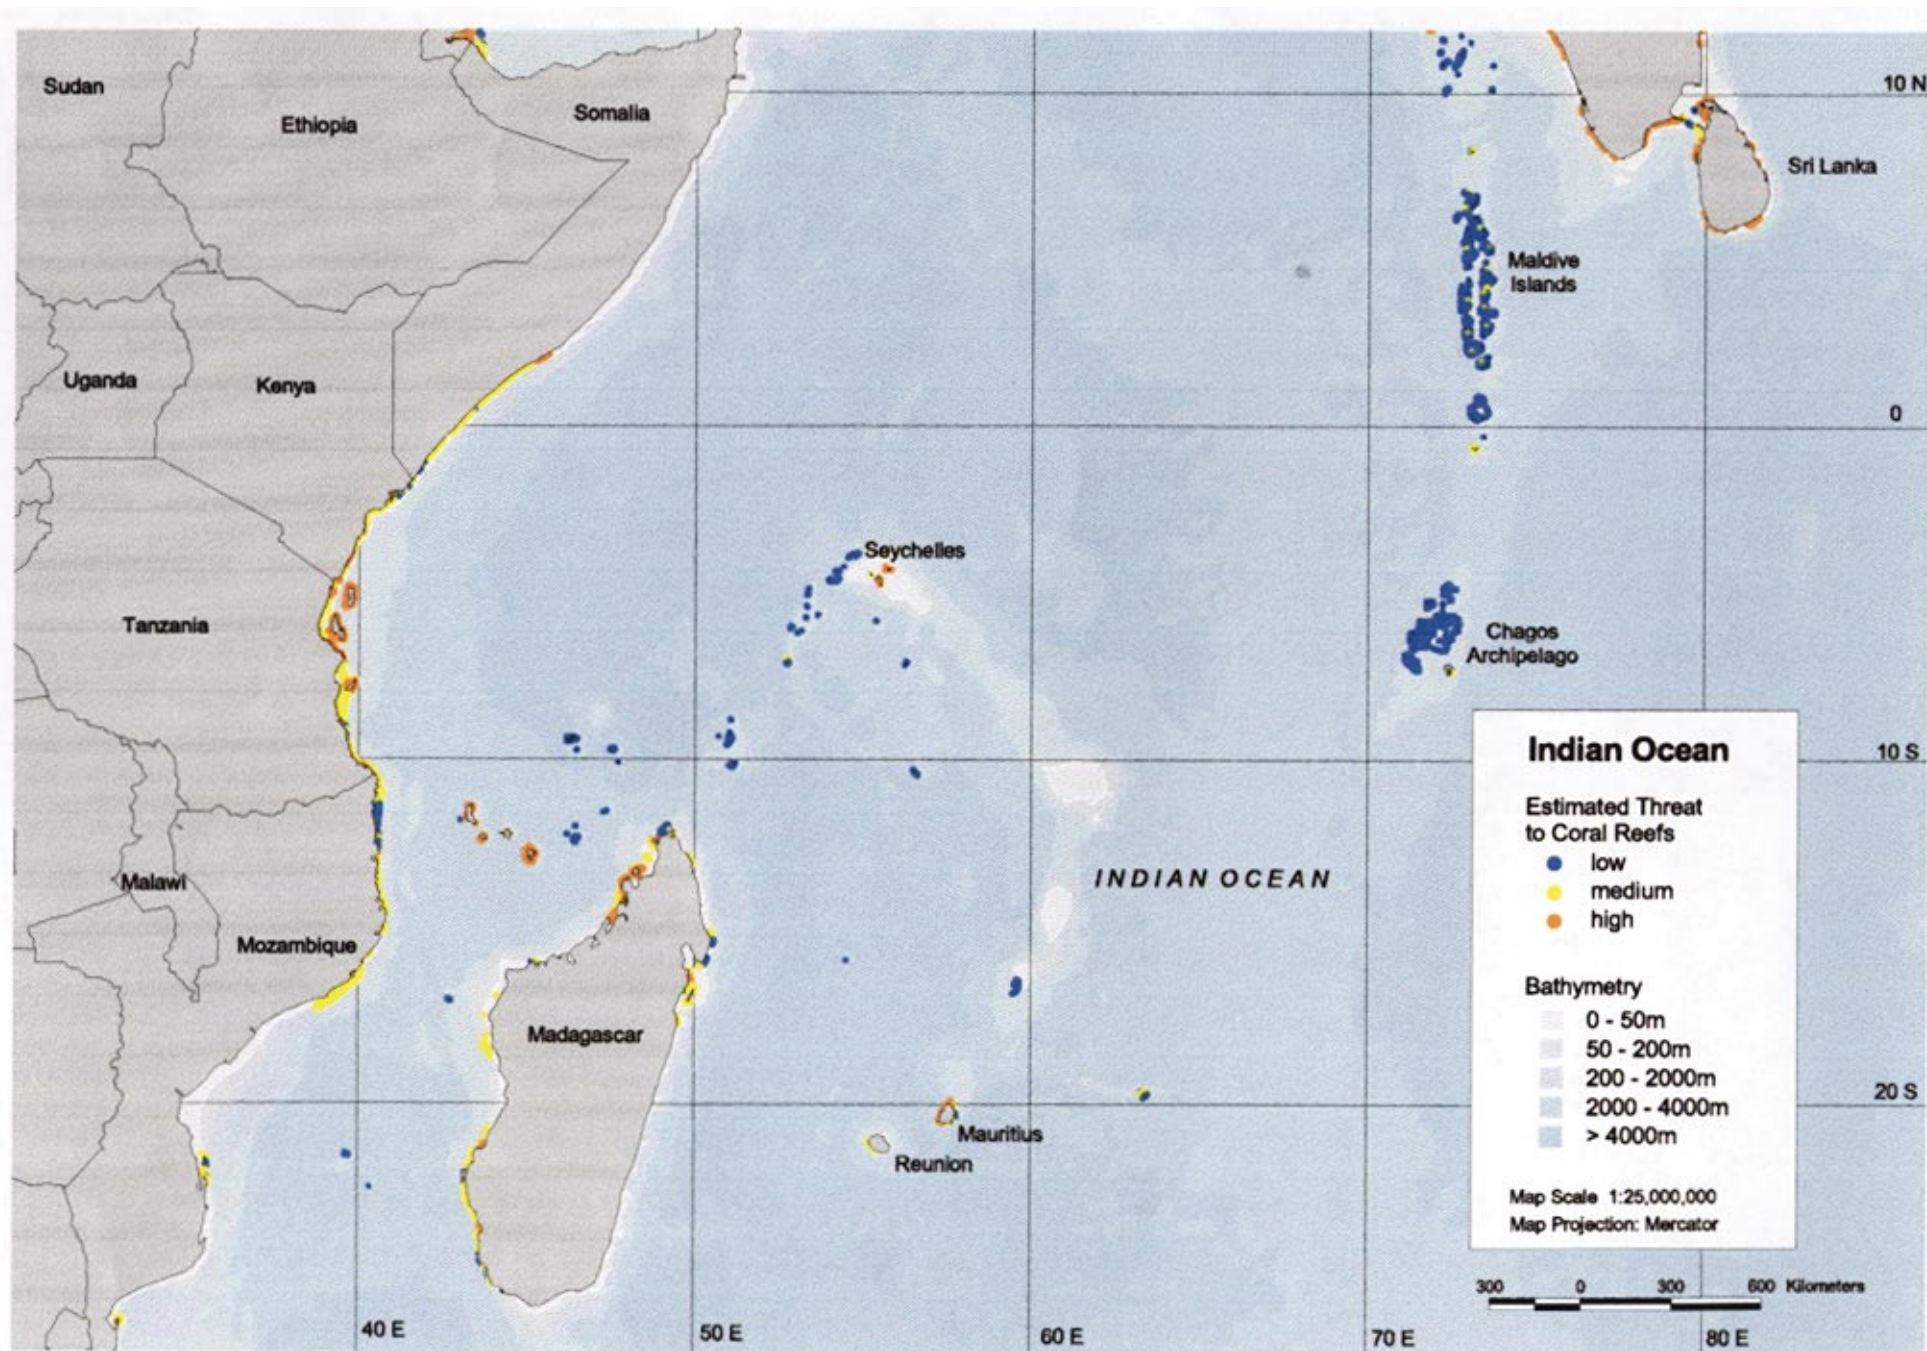 Sudan
Ethiopia
Somalia
10 N
Sri Lanka
Maldive
Islands
Uganda
Kenya
0
Seychelles
Tanzania
Chagos
Archipelago
10 S
Malawi
Mozambique
INDIAN OCEAN
Madagascar
Mauritius
Reunion
20 S
Indian Ocean
Estimated Threat
to Coral Reefs
low
medium
high
Bathymetry
0 - 50m
50 - 200m
200 - 2000m
2000 - 4000m
> 4000m
Map Scale 1:25,000,000
Map Projection: Mercator
300 0 300 600 Kilometers
40 E 50 E 60 E 70 E 80 E